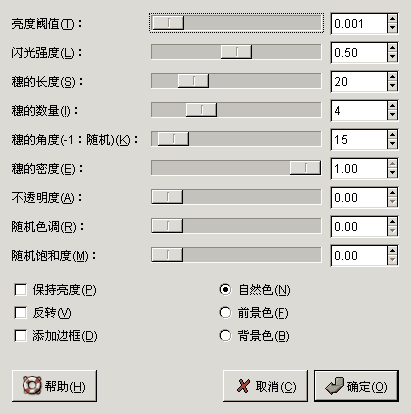 亮度阈值(T)： 0.001
闪光强度(L)： 0.50
穗的长度(S)： 20
穗的数量(I)： 4
穗的角度(-1：随机)(K)： 15
穗的密度(E)： 1.00
不透明度(A)： 0.00
随机色调(R)： 0.00
随机饱和度(M)： 0.00
保持亮度(P) 自然色(N)
反转(V) 前景色(F)
添加边框(D) 背景色(B)
帮助(H) 取消(C) 确定(O)